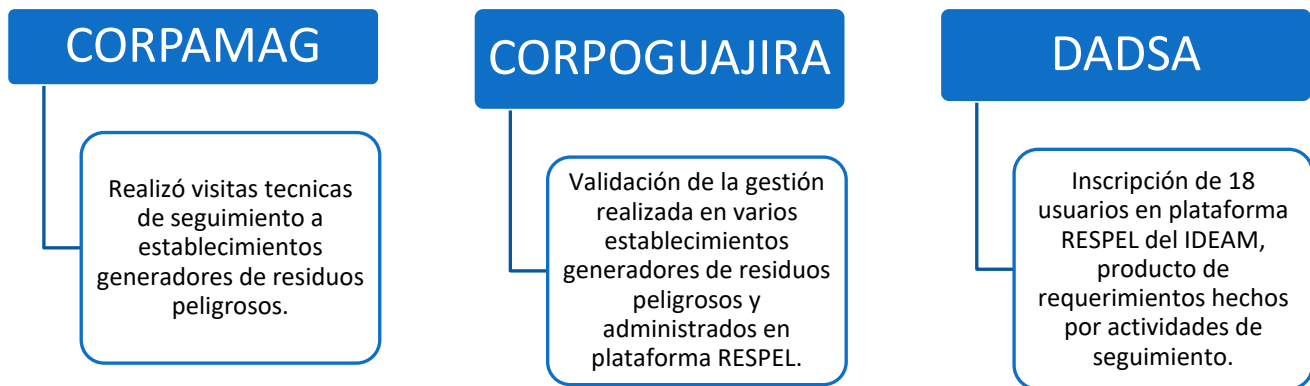 CORPAMAG
Realizó visitas tecnicas
de seguimiento a
establecimientos
generadores de residuos
peligrosos.
CORPOGUAJIRA
Validación de la gestión
realizada en varios
establecimientos
generadores de residuos
peligrosos y
administrados en
plataforma RESPEL.
DADSA
Inscripción de 18
usuarios en plataforma
RESPEL del IDEAM,
producto de
requerimientos hechos
por actividades de
seguimiento.